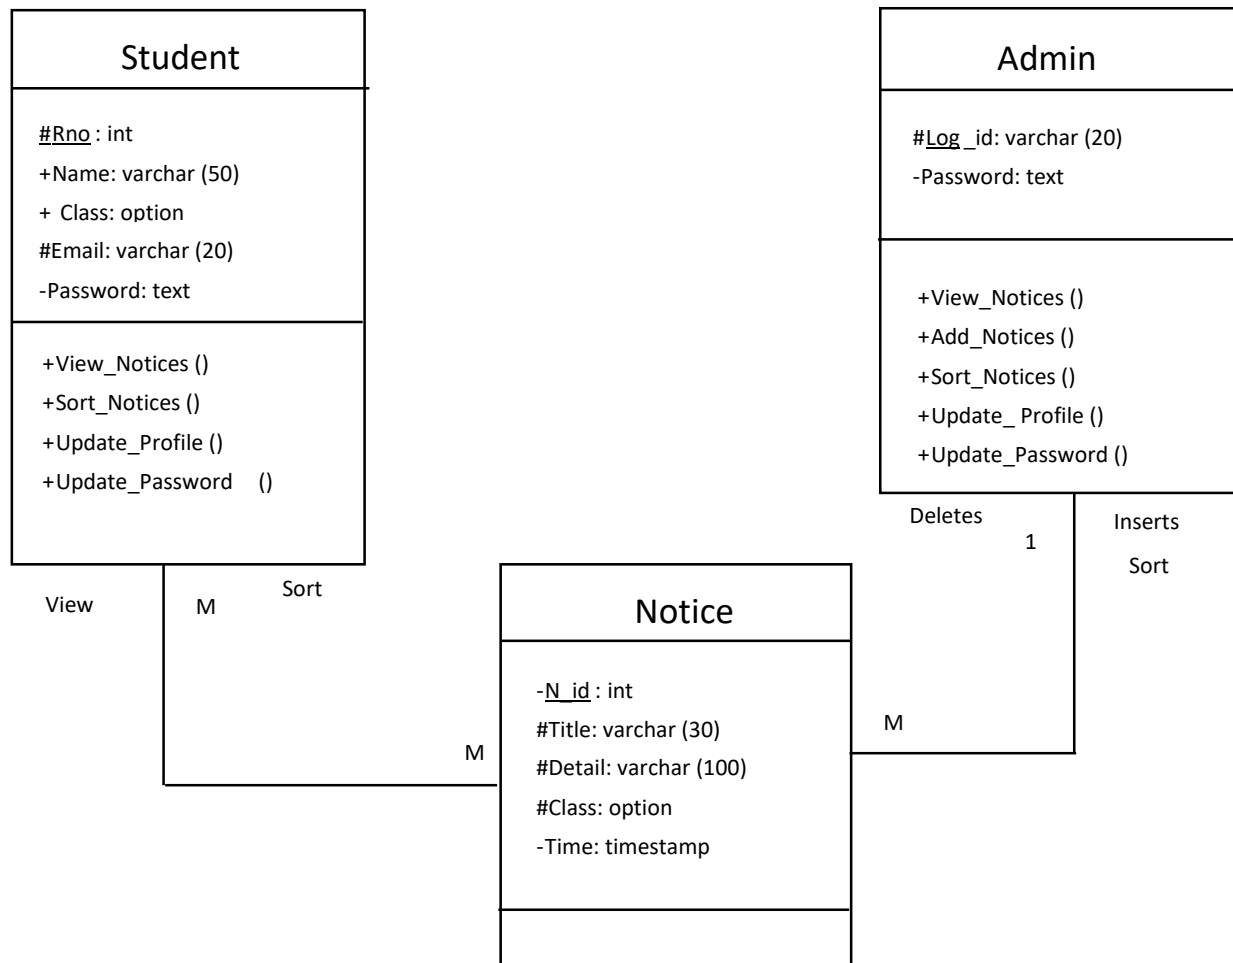 Student
#Rno : int
+Name: varchar (50)
+ Class: option
#Email: varchar (20)
-Password: text
+View_Notices ()
+Sort_Notices ()
+Update_Profile ()
+Update_Password ()
Admin
#Log _id: varchar (20)
-Password: text
+View_Notices ()
+Add_Notices ()
+Sort_Notices ()
+Update_ Profile ()
+Update_Password ()
Deletes
1
Inserts
Sort
View
M
Sort
M
M
Notice
-N_id : int
#Title: varchar (30)
#Detail: varchar (100)
#Class: option
-Time: timestamp